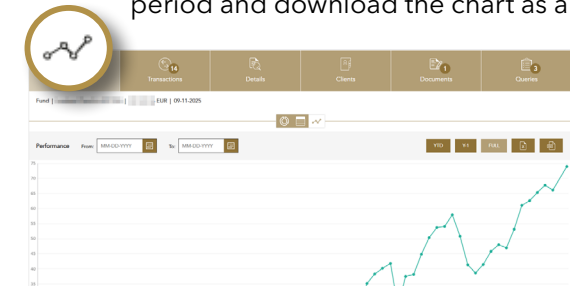 period and download the chart as a
14
Transactions
Details
Clients
1
Documents
3
Queries
Fund | | EUR | 09-11-2025
Performance From: MM-DD-YYYY To: MM-DD-YYYY YTD 1Y FULL
75
70
65
60
55
50
45
40
35